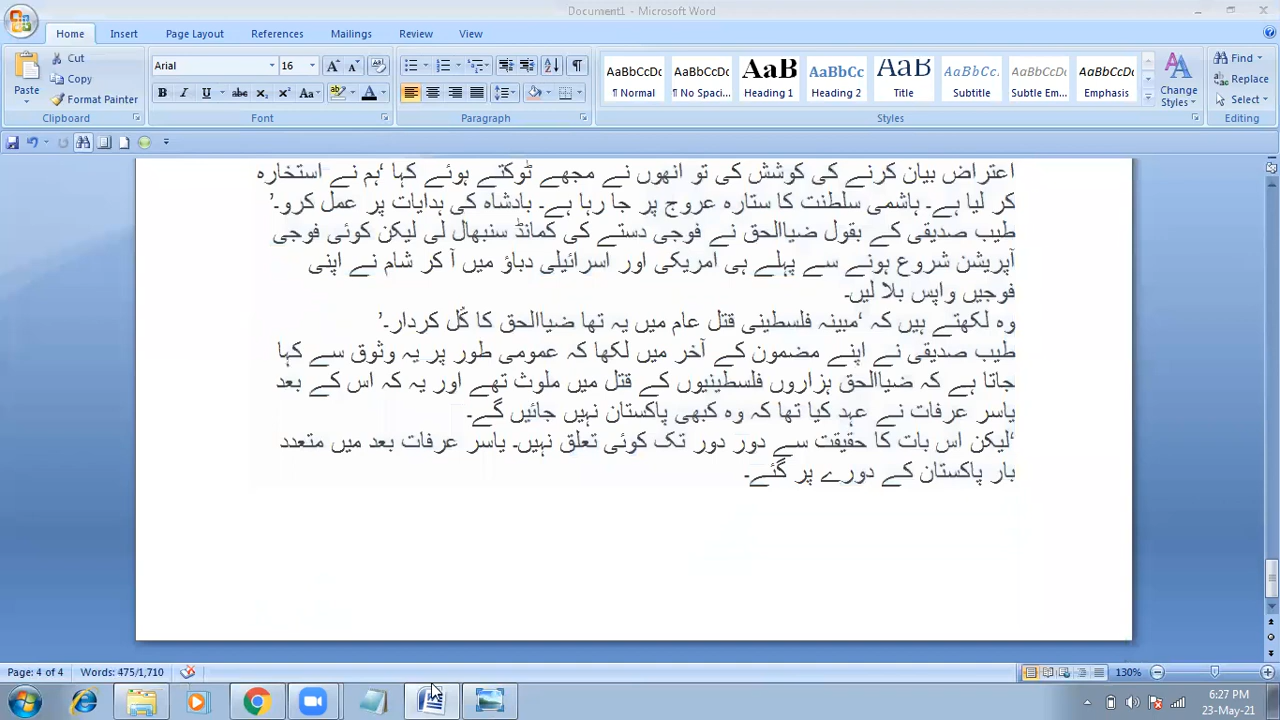 Document1 - Microsoft Word
Home Insert Page Layout References Mailings Review View
Paste
Cut
Copy
Format Painter
Clipboard
Arial 16
Font
Paragraph
AaBbCcDc AaBbCcDc AaB AaBbCc AaB AaBbCc. AaBbCcDc AaBbCcDc
¶ Normal ¶ No Spaci... Heading 1 Heading 2 Title Subtitle Subtle Em... Emphasis
Change Styles
Styles
Find
Replace
Select
Editing
اعتراض بیان کرنے کی کوشش کی تو انھوں نے مجھے ٹوکتے ہوئے کہا ‘ہم نے استخارہ
کر لیا ہے۔ ہاشمی سلطنت کا ستارہ عروج پر جا رہا ہے۔ بادشاہ کی ہدایات پر عمل کرو۔’
طیب صدیقی کے بقول ضیاالحق نے فوجی دستے کی کمانڈ سنبھال لی لیکن کوئی فوجی
آپریشن شروع ہونے سے پہلے ہی امریکی اور اسرائیلی دباؤ میں آ کر شام نے اپنی
فوجیں واپس بلا لیں۔
وہ لکھتے ہیں کہ ‘مبینہ فلسطینی قتل عام میں یہ تھا ضیاالحق کا کُل کردار۔’
طیب صدیقی نے اپنے مضمون کے آخر میں لکھا کہ عمومی طور پر یہ وثوق سے کہا
جاتا ہے کہ ضیاالحق ہزاروں فلسطینیوں کے قتل میں ملوث تھے اور یہ کہ اس کے بعد
یاسر عرفات نے عہد کیا تھا کہ وہ کبھی پاکستان نہیں جائیں گے۔
‘لیکن اس بات کا حقیقت سے دور دور تک کوئی تعلق نہیں۔ یاسر عرفات بعد میں متعدد
بار پاکستان کے دورے پر گئے۔
Page: 4 of 4 Words: 475/1,710 130%
6:27 PM
23-May-21